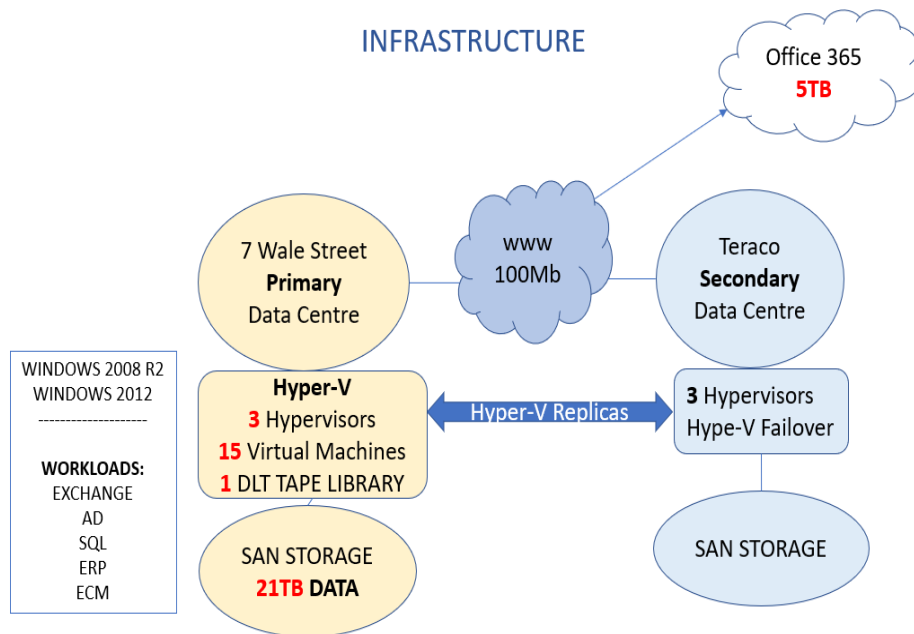 INFRASTRUCTURE
Office 365
5TB
7 Wale Street
Primary
Data Centre
www
100Mb
Teraco
Secondary
Data Centre
WINDOWS 2008 R2
WINDOWS 2012
--------------------
WORKLOADS:
EXCHANGE
AD
SQL
ERP
ECM
Hyper-V
3 Hypervisors
15 Virtual Machines
1 DLT TAPE LIBRARY
Hyper-V Replicas
3 Hypervisors
Hype-V Failover
SAN STORAGE
21TB DATA
SAN STORAGE